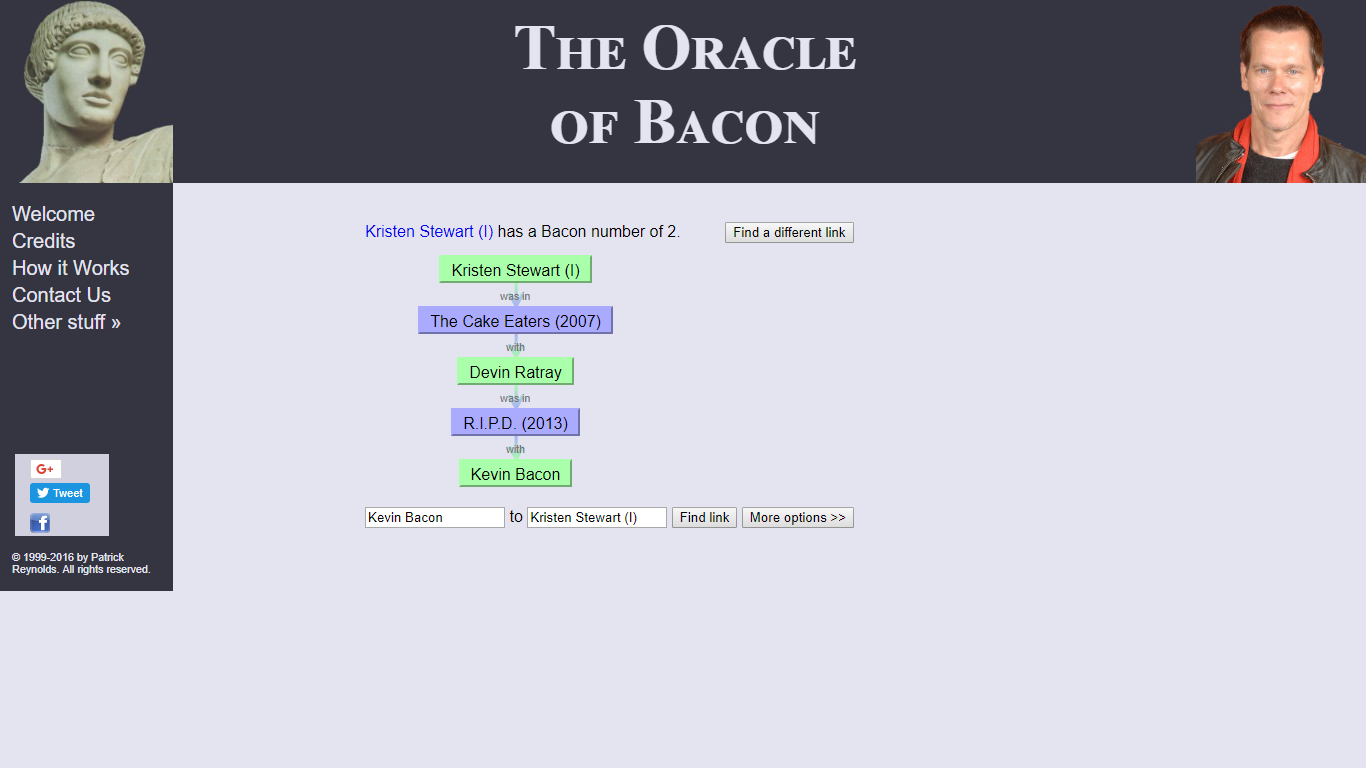 THE ORACLE
OF BACON
Welcome
Credits
How it Works
Contact Us
Other stuff »
G+
Tweet
f
© 1999-2016 by Patrick
Reynolds. All rights reserved.
Kristen Stewart (I) has a Bacon number of 2.
Find a different link
Kristen Stewart (I)
was in
The Cake Eaters (2007)
with
Devin Ratray
was in
R.I.P.D. (2013)
with
Kevin Bacon
Kevin Bacon to Kristen Stewart (I) Find link More options >>